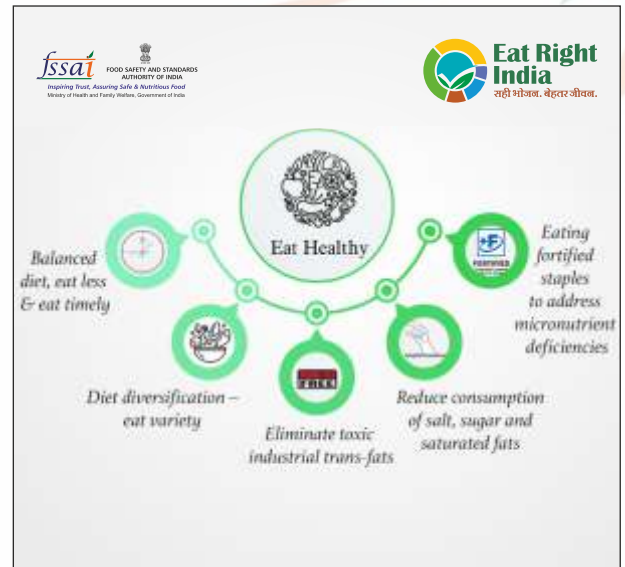 fssai
FOOD SAFETY AND STANDARDS
AUTHORITY OF INDIA
Inspiring Trust, Assuring Safe & Nutritious Food
Ministry of Health and Family Welfare, Government of India
Eat Right
India
सही भोजन. बेहतर जीवन.
Eat Healthy
Balanced
diet, eat less
& eat timely
Diet diversification –
eat variety
FREE
Eliminate toxic
industrial trans-fats
Reduce consumption
of salt, sugar and
saturated fats
+F
FORTIFIED
Eating
fortified
staples
to address
micronutrient
deficiencies